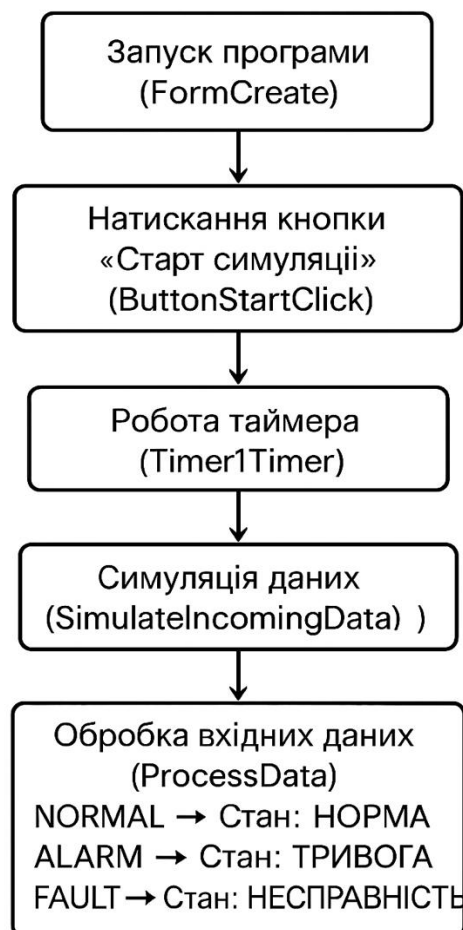 Запуск програми
(FormCreate)
Натискання кнопки
«Старт симуляціі»
(ButtonStartClick)
Робота таймера
(Timer1Timer)
Симуляція даних
(SimulateIncomingData) )
Обробка вхідних даних
(ProcessData)
NORMAL → Стан: НОРМА
ALARM → Стан: ТРИВОГА
FAULT → Стан: НЕСПРАВНІСТЬ